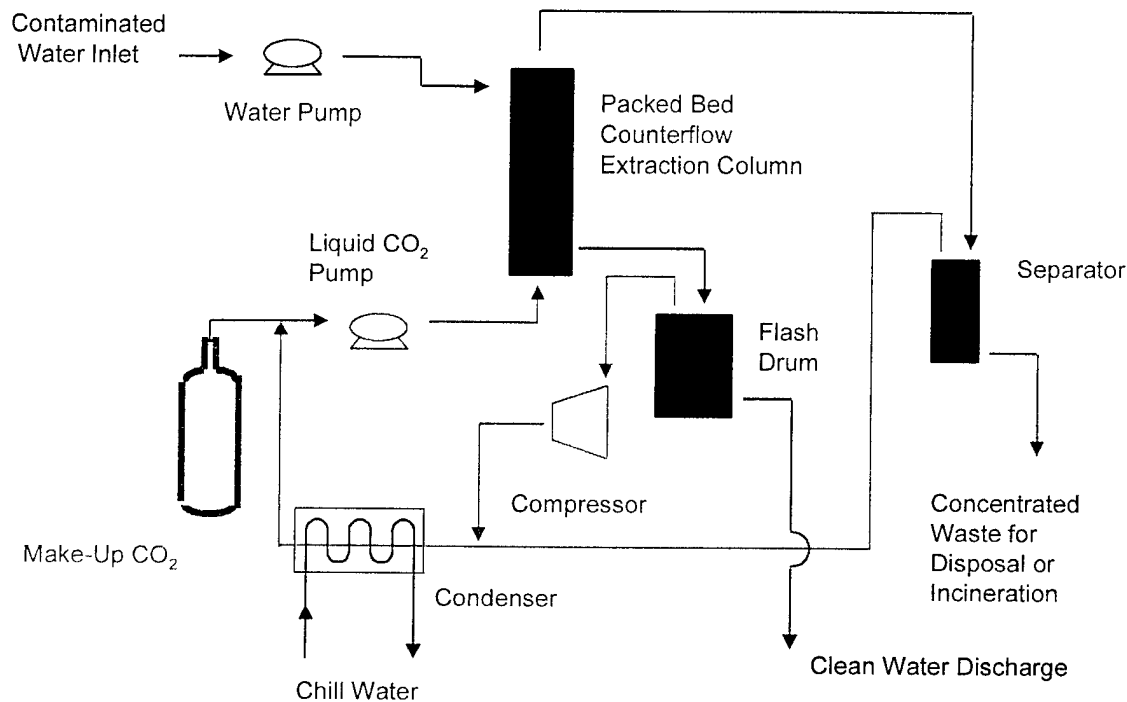 Contaminated
Water Inlet
Water Pump
Packed Bed
Counterflow
Extraction Column
Liquid CO₂
Pump
Separator
Flash
Drum
Compressor
Make-Up CO₂
Condenser
Concentrated
Waste for
Disposal or
Incineration
Clean Water Discharge
Chill Water